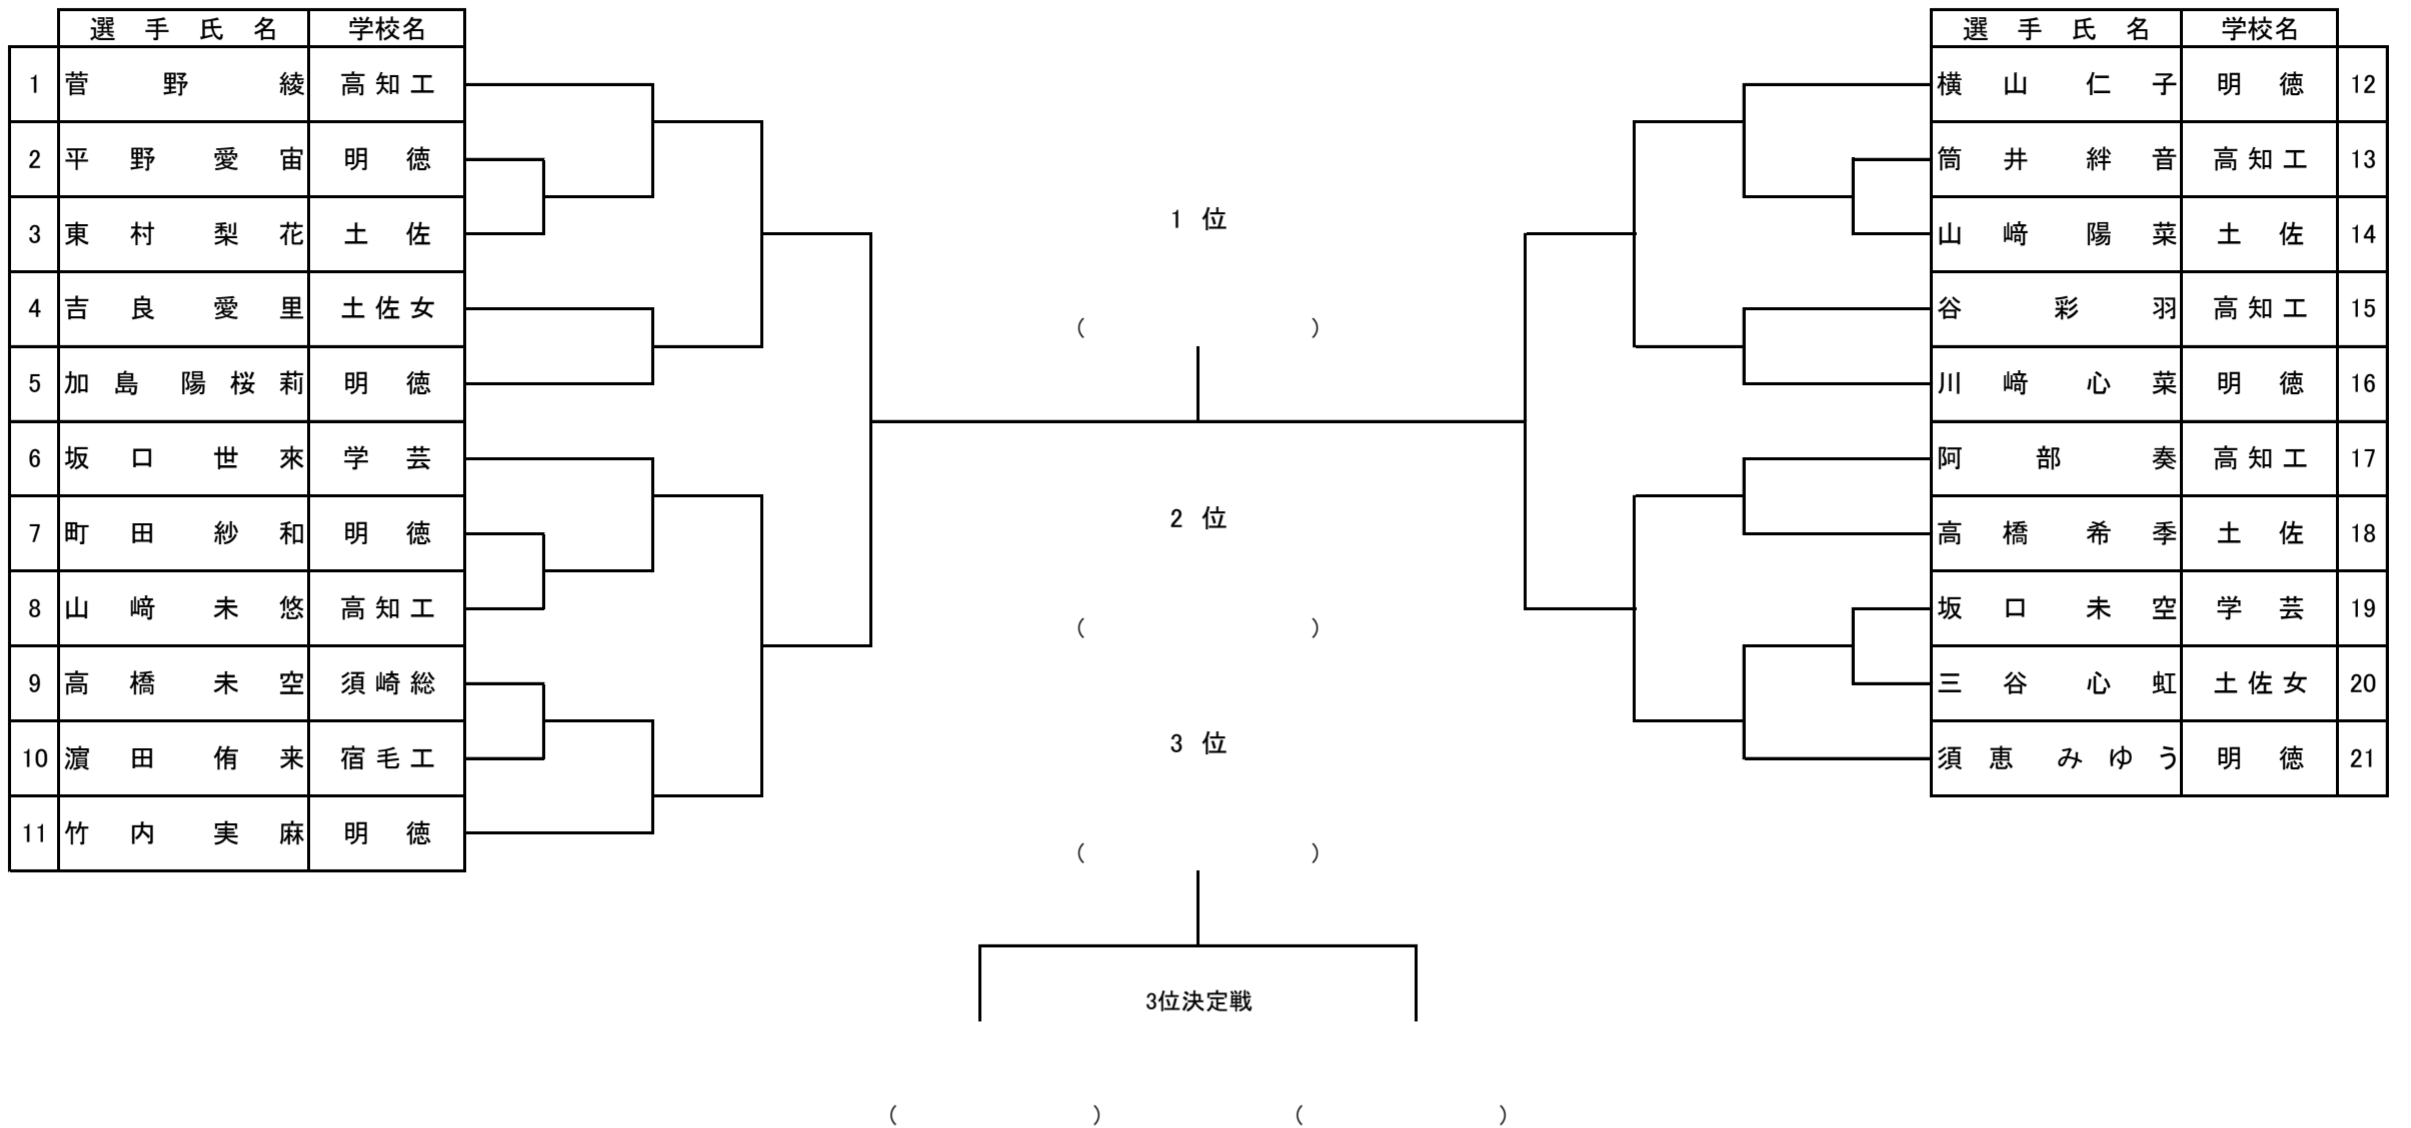 選手氏名 学校名
1 菅野綾 高知工
2 平野愛宙 明徳
3 東村梨花 土佐
4 吉良愛里 土佐女
5 加島陽桜莉 明徳
6 坂口世來 学芸
7 町田紗和 明徳
8 山﨑未悠 高知工
9 高橋未空 須崎総
10 濵田侑来 宿毛工
11 竹内実麻 明徳
1位
( )
2位
( )
3位
( )
3位決定戦
( ) ( )
選手氏名 学校名
横山仁子 明徳 12
筒井絆音 高知工 13
山﨑陽菜 土佐 14
谷彩羽 高知工 15
川﨑心菜 明徳 16
阿部奏 高知工 17
高橋希季 土佐 18
坂口未空 学芸 19
三谷心虹 土佐女 20
須恵みゆう 明徳 21